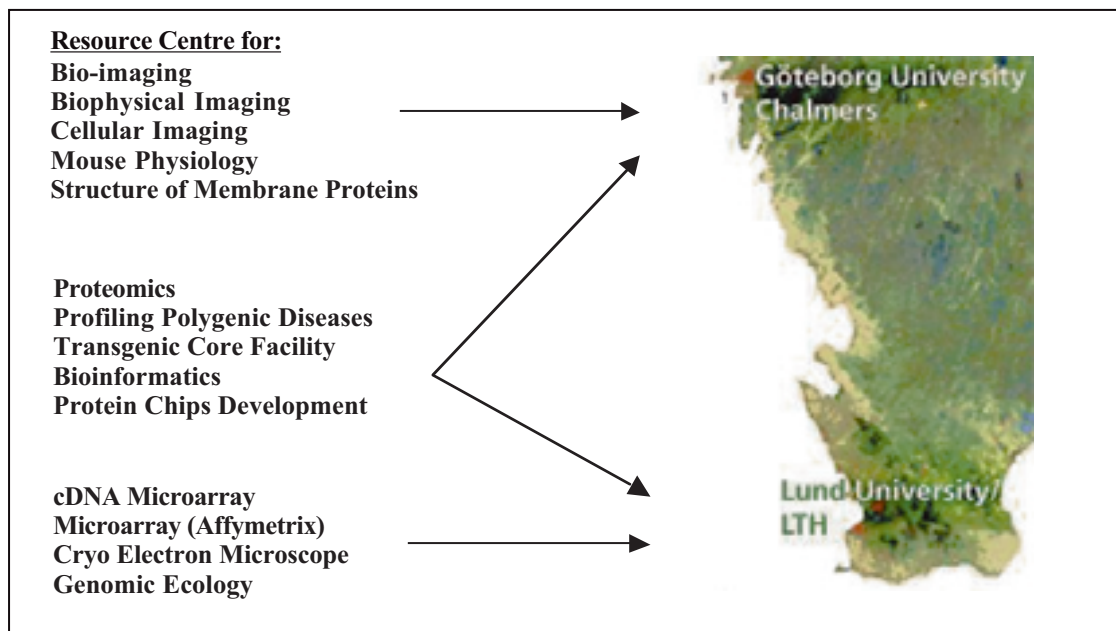 Resource Centre for:
Bio-imaging
Biophysical Imaging
Cellular Imaging
Mouse Physiology
Structure of Membrane Proteins
Proteomics
Profiling Polygenic Diseases
Transgenic Core Facility
Bioinformatics
Protein Chips Development
cDNA Microarray
Microarray (Affymetrix)
Cryo Electron Microscope
Genomic Ecology
Göteborg University
Chalmers
Lund University/
LTH